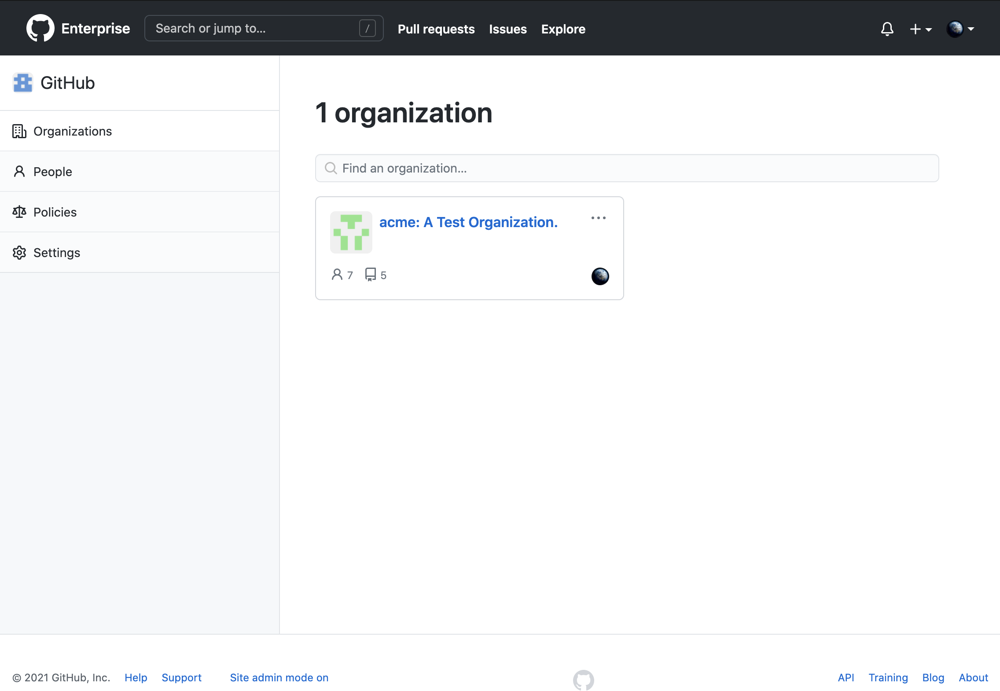 Enterprise
Search or jump to...
/
Pull requests
Issues
Explore
GitHub
Organizations
People
Policies
Settings
1 organization
Find an organization...
acme: A Test Organization.
7
5
© 2021 GitHub, Inc.
Help
Support
Site admin mode on
API
Training
Blog
About